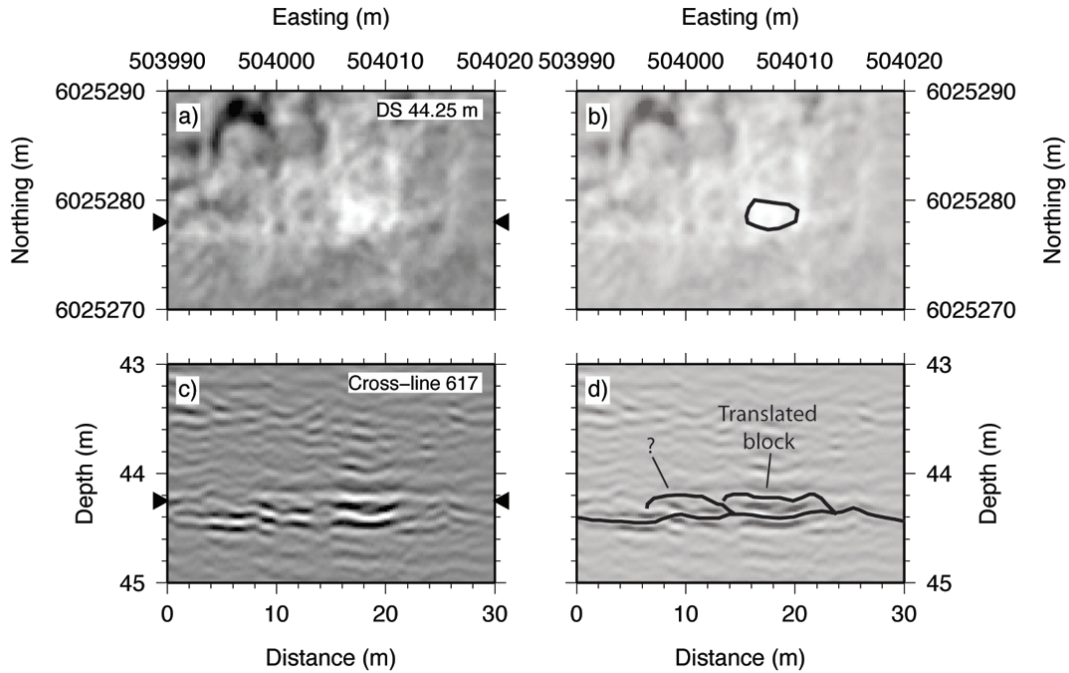 Easting (m) Easting (m)
503990 504000 504010 504020 503990 504000 504010 504020
6025290 a) DS 44.25 m b) 6025290
Northing (m) 6025280 6025280 Northing (m)
6025270 6025270
43 c) Cross–line 617 d) 43
Translated
? block
Depth (m) 44 44 Depth (m)
45 45
0 10 20 30 0 10 20 30
Distance (m) Distance (m)